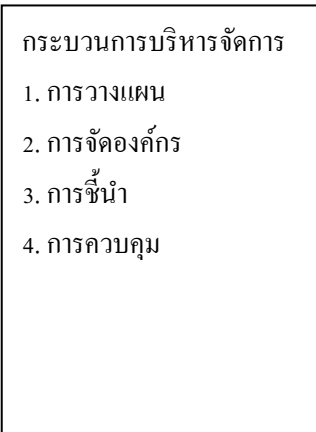 กระบวนการบริหารจัดการ
1. การวางแผน
2. การจัดองค์กร
3. การชี้นำ
4. การควบคุม